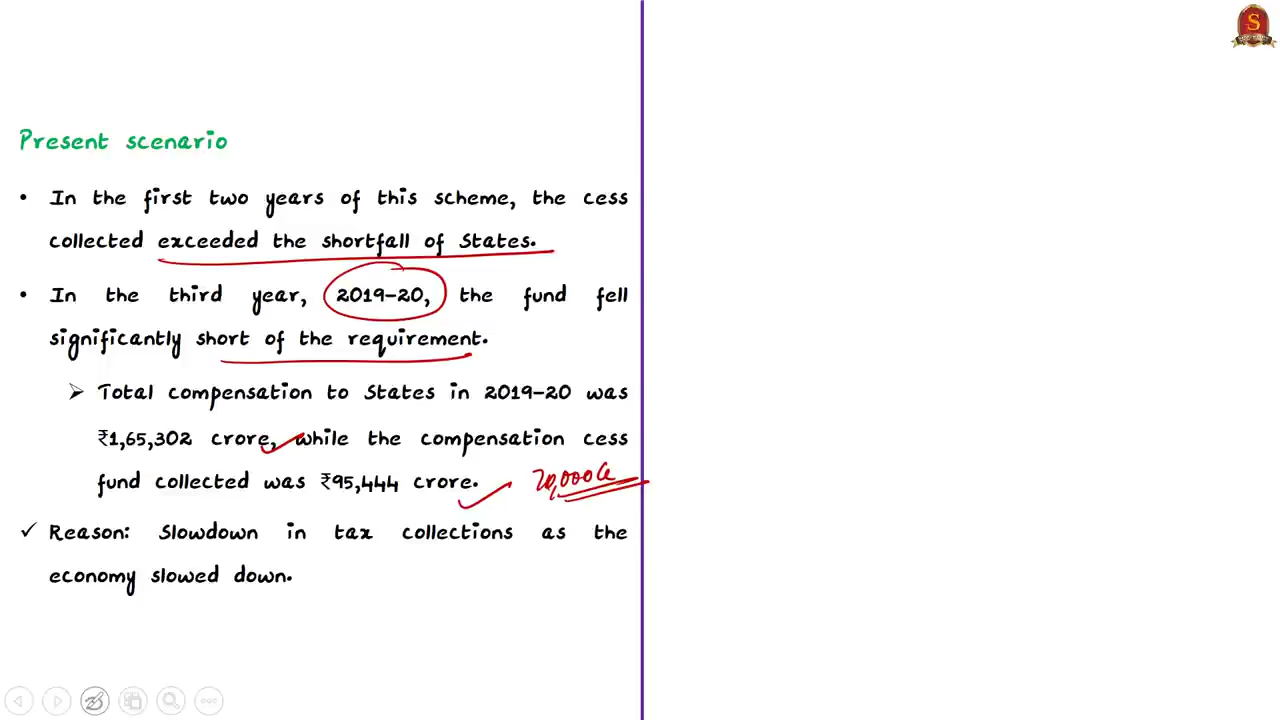 Present scenario
• In the first two years of this scheme, the cess
collected exceeded the shortfall of States.
• In the third year, 2019-20, the fund fell
significantly short of the requirement.
➢ Total compensation to States in 2019-20 was
₹1,65,302 crore, while the compensation cess
fund collected was ₹95,444 crore.
70,000 Cr
✓ Reason: Slowdown in tax collections as the
economy slowed down.
S